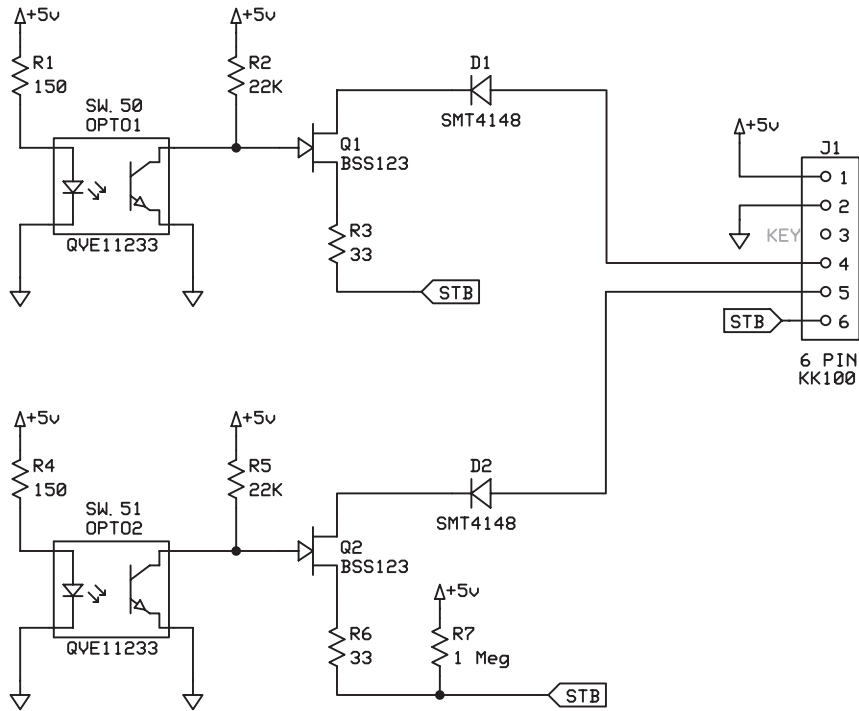 +5v
+5v
R1
150
R2
22K
SW. 50
OPTO1
QVE11233
Q1
BSS123
D1
SMT4148
R3
33
STB
+5v
J1
1
2
KEY
3
4
5
STB
6
6 PIN
KK100
+5v
+5v
R4
150
R5
22K
SW. 51
OPTO2
QVE11233
Q2
BSS123
D2
SMT4148
+5v
R6
33
R7
1 Meg
STB